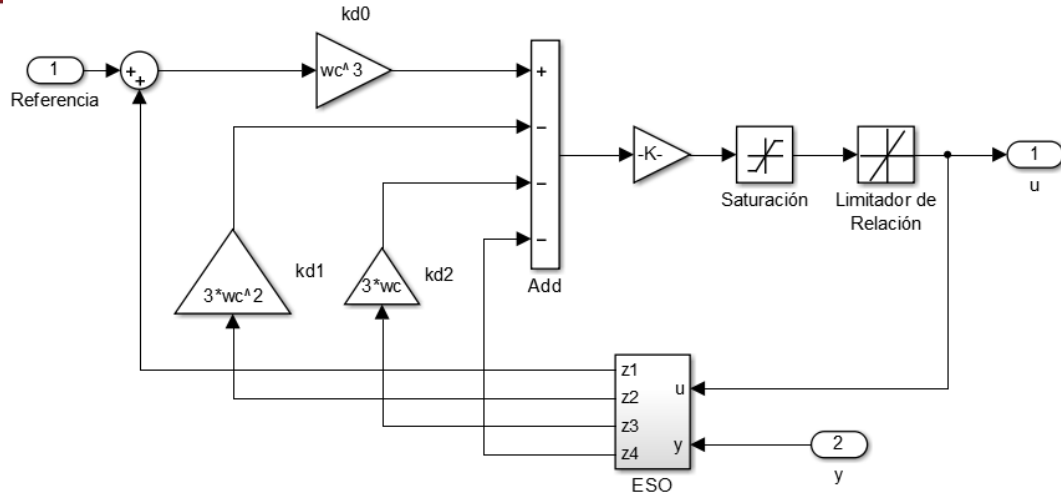 kd0
1
Referencia
+
+
wc^3
+
−
−
−
Add
-K-
Saturación
Limitador de
Relación
1
u
3*wc^2
kd1
3*wc
kd2
z1
z2
z3
z4
u
y
ESO
2
y